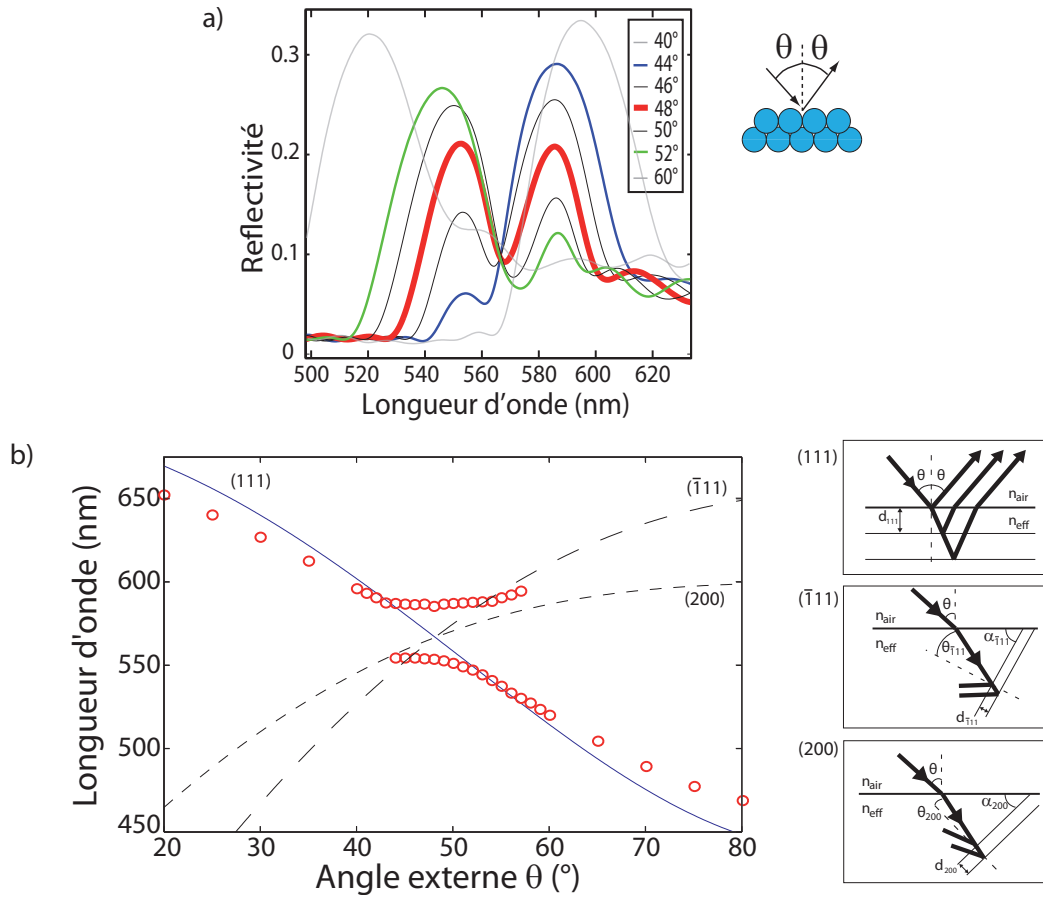 a)
Reflectivité
0.3
0.2
0.1
0
500 520 540 560 580 600 620
Longueur d'onde (nm)
40°
44°
46°
48°
50°
52°
60°
θ θ
b)
Longueur d'onde (nm)
650
600
550
500
450
20 30 40 50 60 70 80
Angle externe θ (°)
(111)
(1̅11)
(200)
(111)
θ θ
n_air
n_eff
d_111
(1̅11)
θ
n_air
n_eff
θ_1̅11
α_1̅11
d_1̅11
(200)
θ
n_air
n_eff
θ_200
α_200
d_200